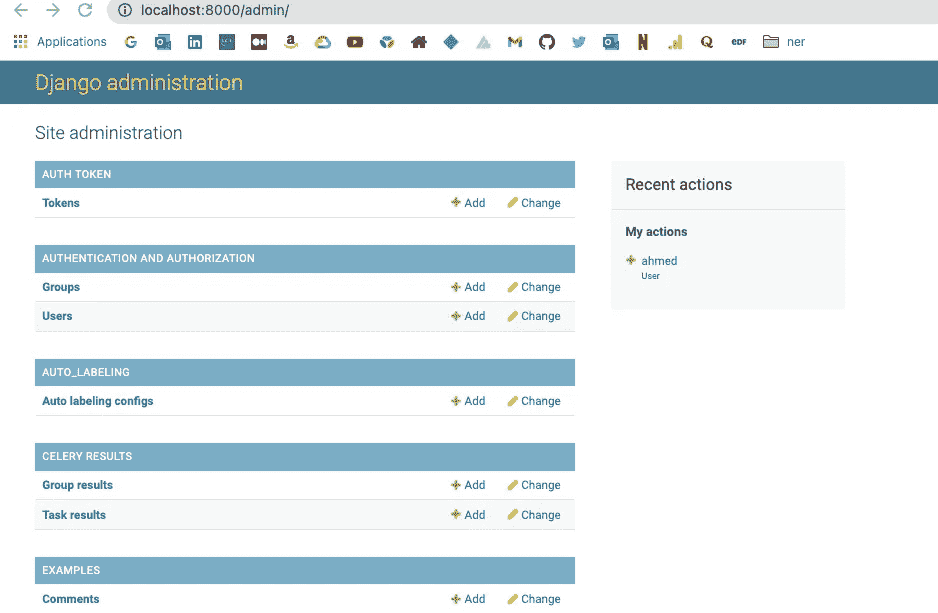 localhost:8000/admin/
Applications
ner
Django administration
Site administration
AUTH TOKEN
Tokens Add Change
AUTHENTICATION AND AUTHORIZATION
Groups Add Change
Users Add Change
AUTO_LABELING
Auto labeling configs Add Change
CELERY RESULTS
Group results Add Change
Task results Add Change
EXAMPLES
Comments Add Change
Recent actions
My actions
ahmed
User